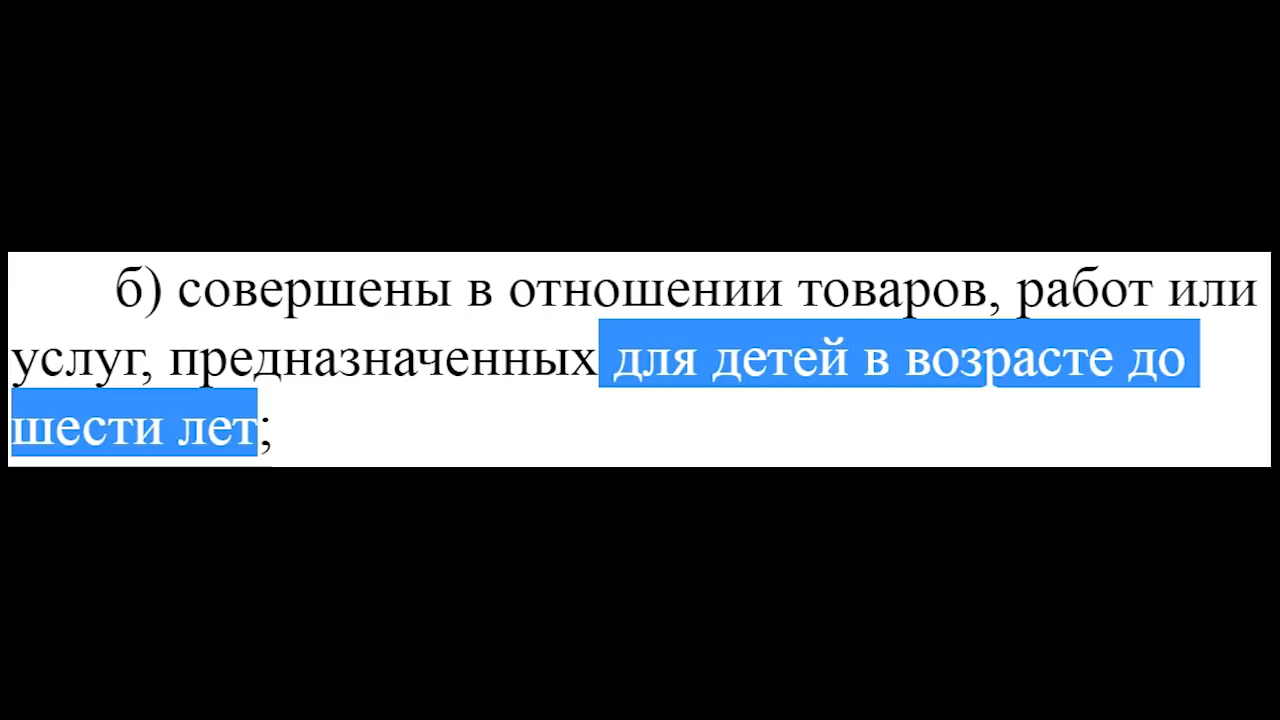 б) совершены в отношении товаров, работ или
услуг, предназначенных для детей в возрасте до
шести лет;